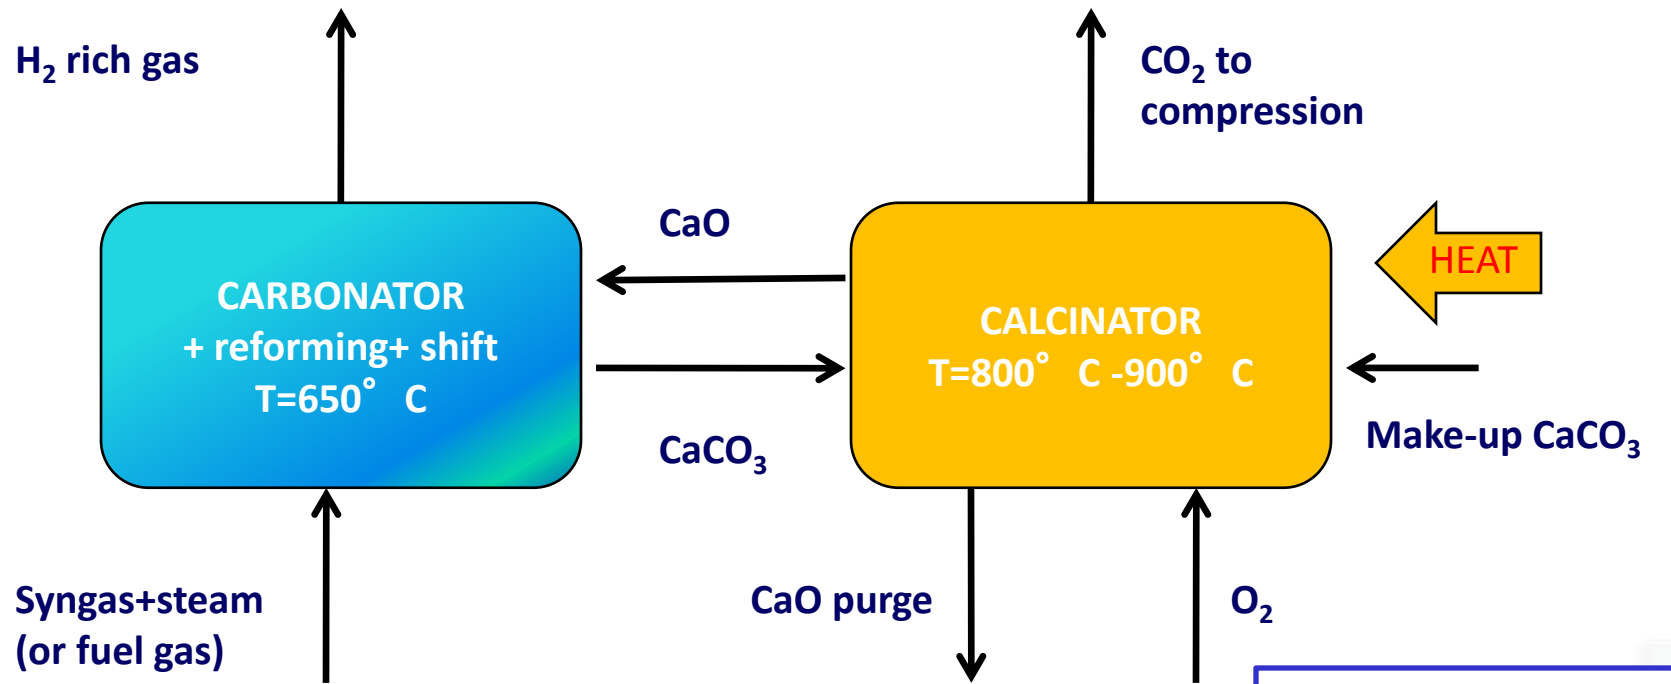 H₂ rich gas
CO₂ to
compression
CaO
HEAT
CARBONATOR
+ reforming+ shift
T=650° C
CALCINATOR
T=800° C -900° C
CaCO₃
Make-up CaCO₃
Syngas+steam
(or fuel gas)
CaO purge
O₂